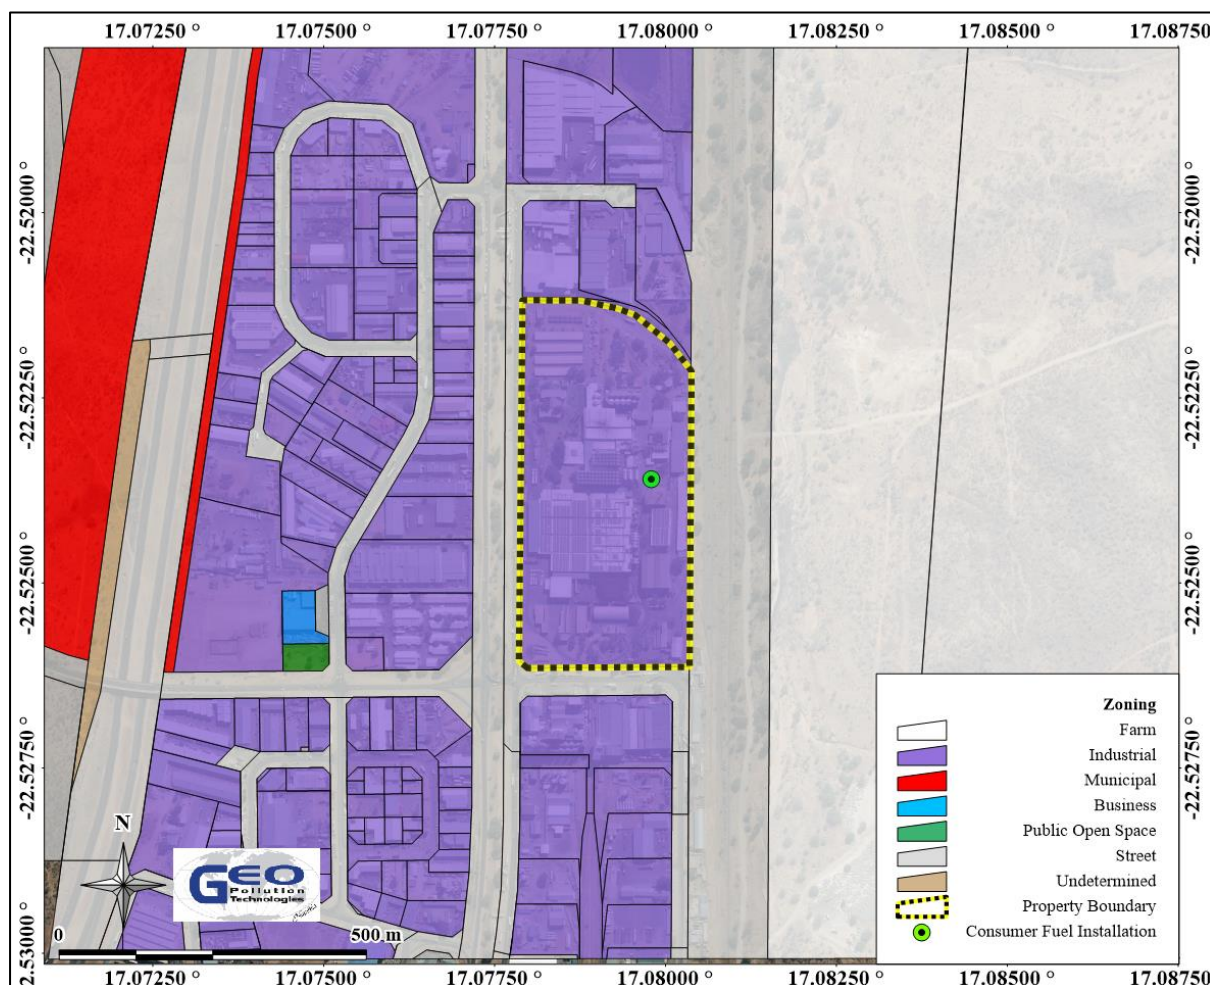 17.07250 ° 17.07500 ° 17.07750 ° 17.08000 ° 17.08250 ° 17.08500 ° 17.08750 °
-22.52000 ° -22.52000 °
-22.52250 ° -22.52250 °
-22.52500 ° -22.52500 °
-22.52750 ° -22.52750 °
22.53000 °
Zoning
Farm
Industrial
Municipal
Business
Public Open Space
Street
Undetermined
Property Boundary
Consumer Fuel Installation
N
GEO
Pollution
Technologies
0 500 m
17.07250 ° 17.07500 ° 17.07750 ° 17.08000 ° 17.08250 ° 17.08500 ° 17.08750 °